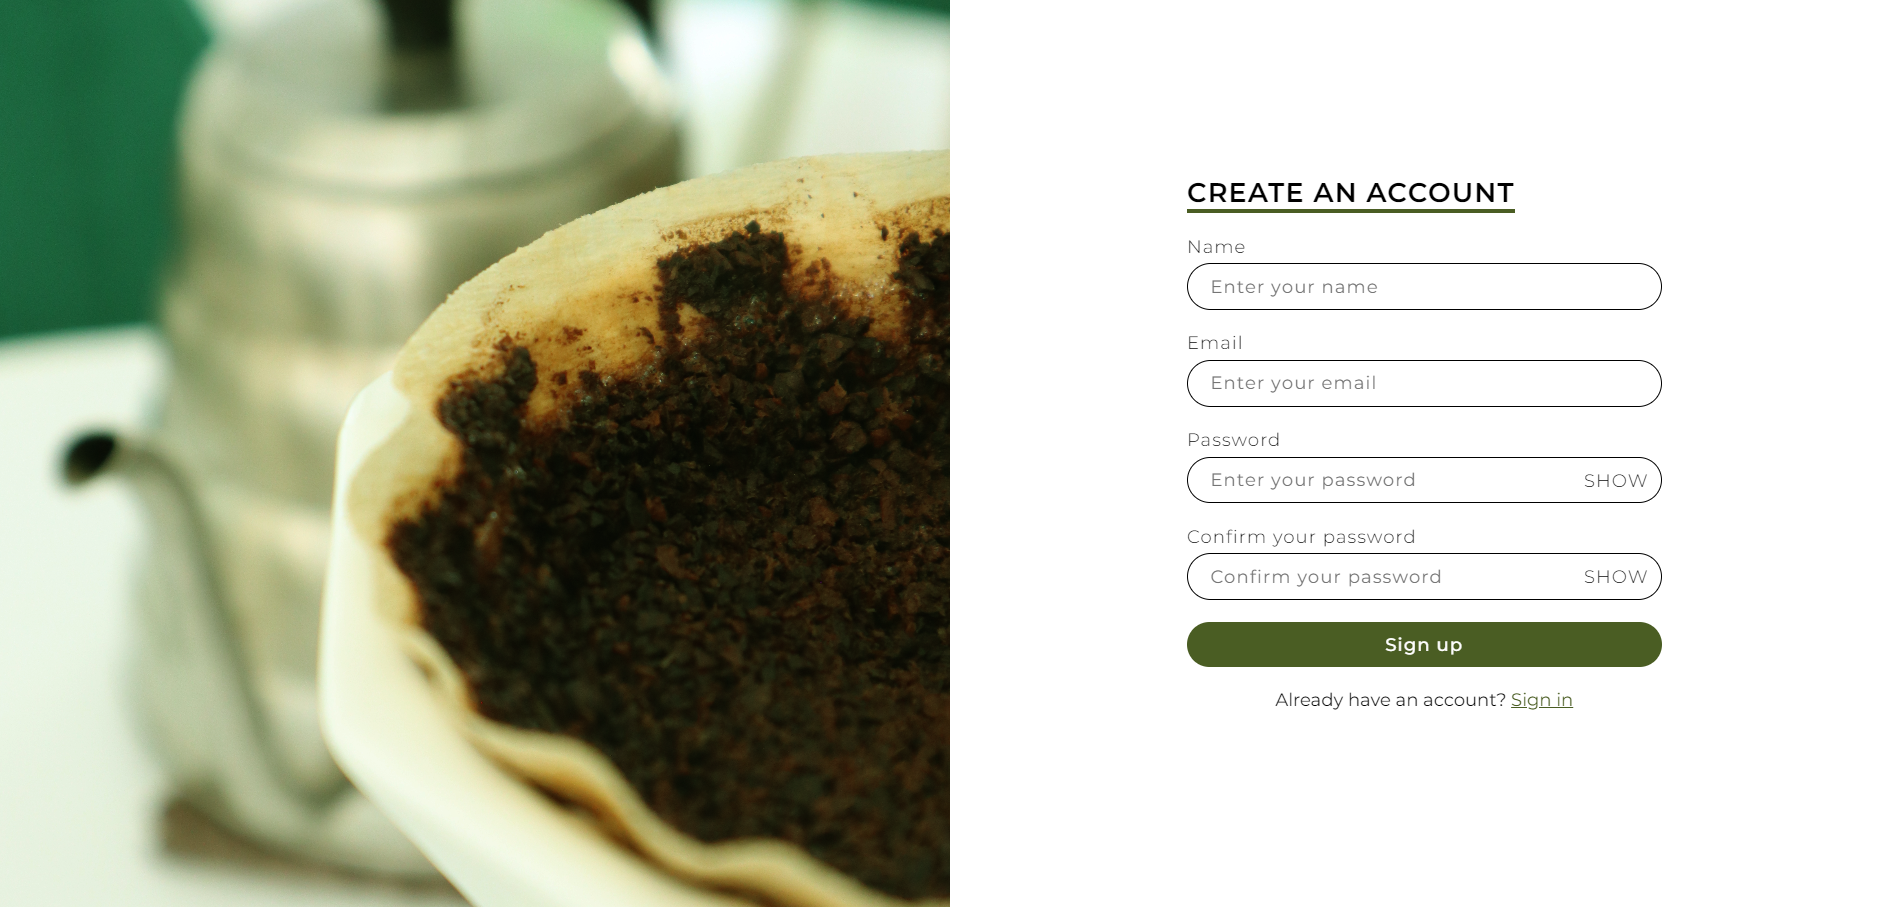 CREATE AN ACCOUNT
Name
Enter your name
Email
Enter your email
Password
Enter your password SHOW
Confirm your password
Confirm your password SHOW
Sign up
Already have an account? Sign in